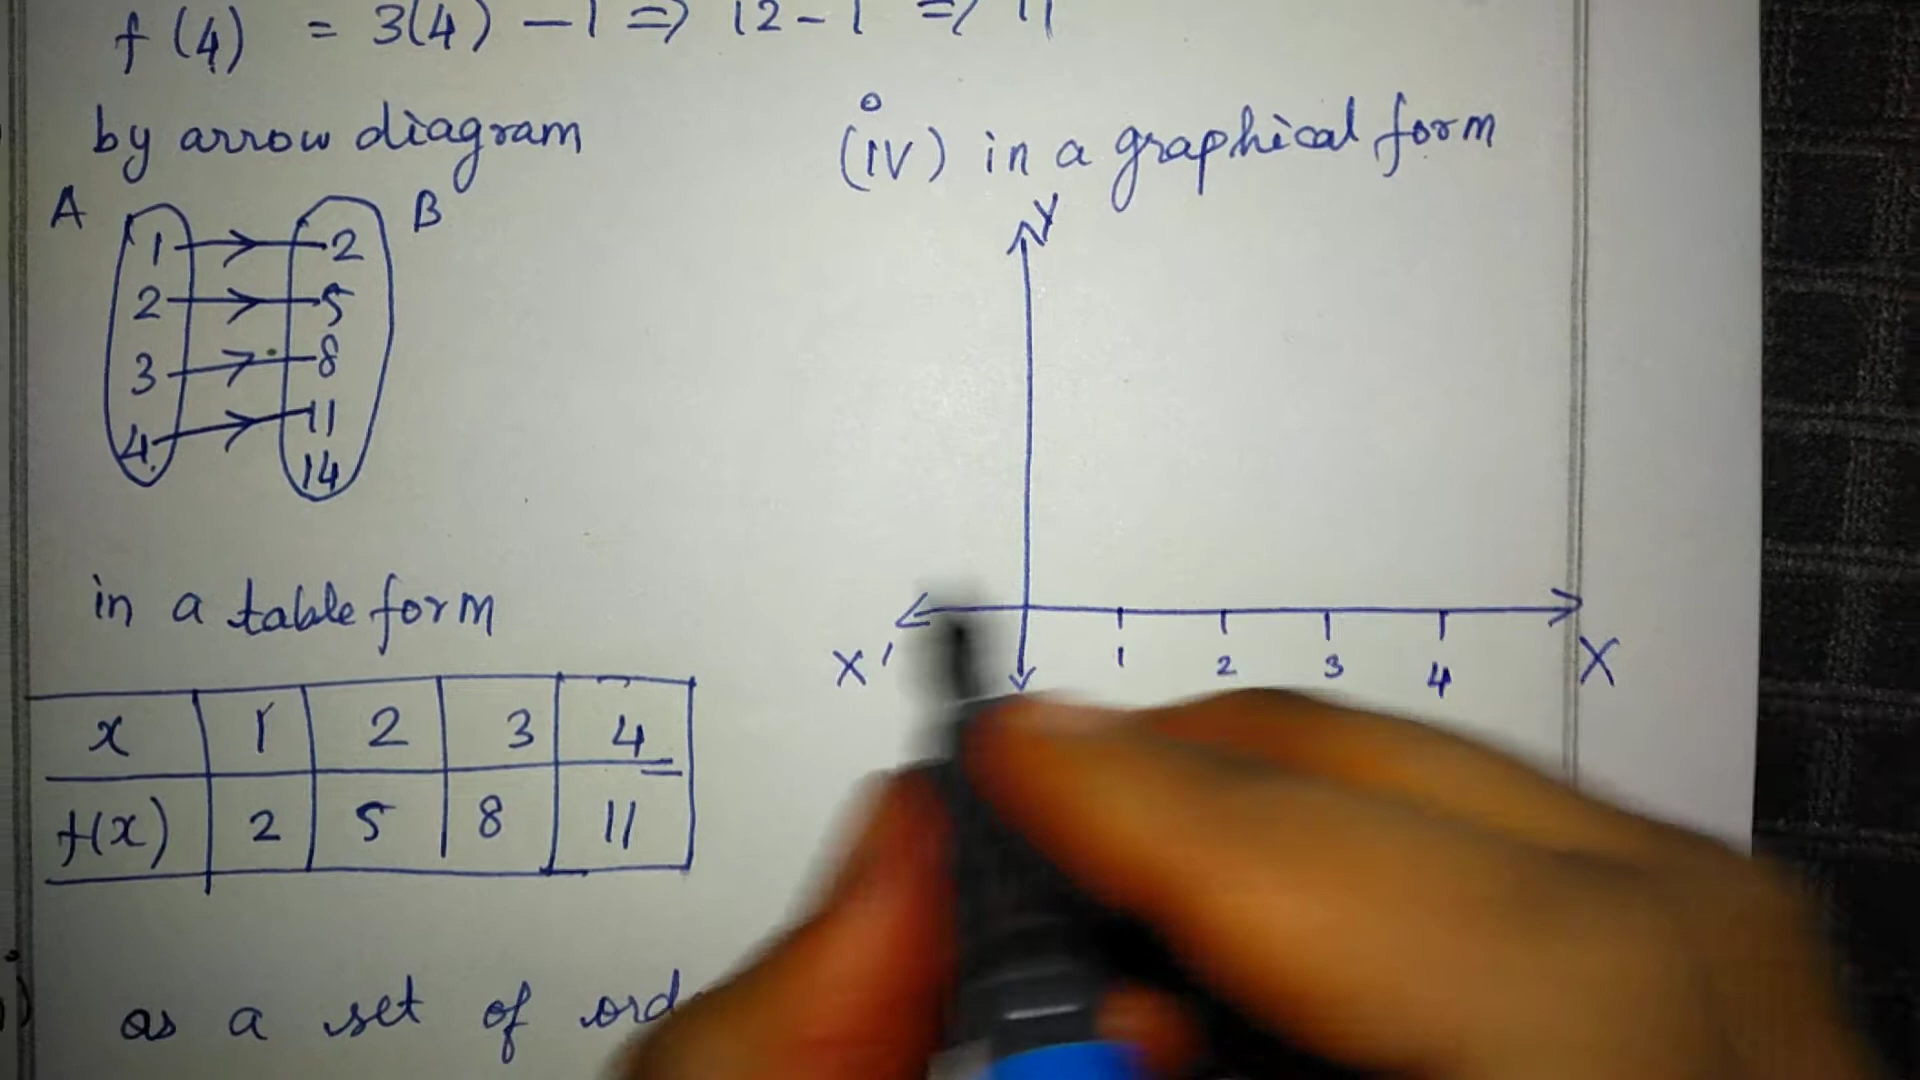 f(4) = 3(4) - 1 => 12 - 1 => 11
by arrow diagram
A B
1 2
2 5
3 8
4 11
14
in a table form
x 1 2 3 4
f(x) 2 5 8 11
as a set of
(iv) in a graphical form
Y
X' 1 2 3 4 X